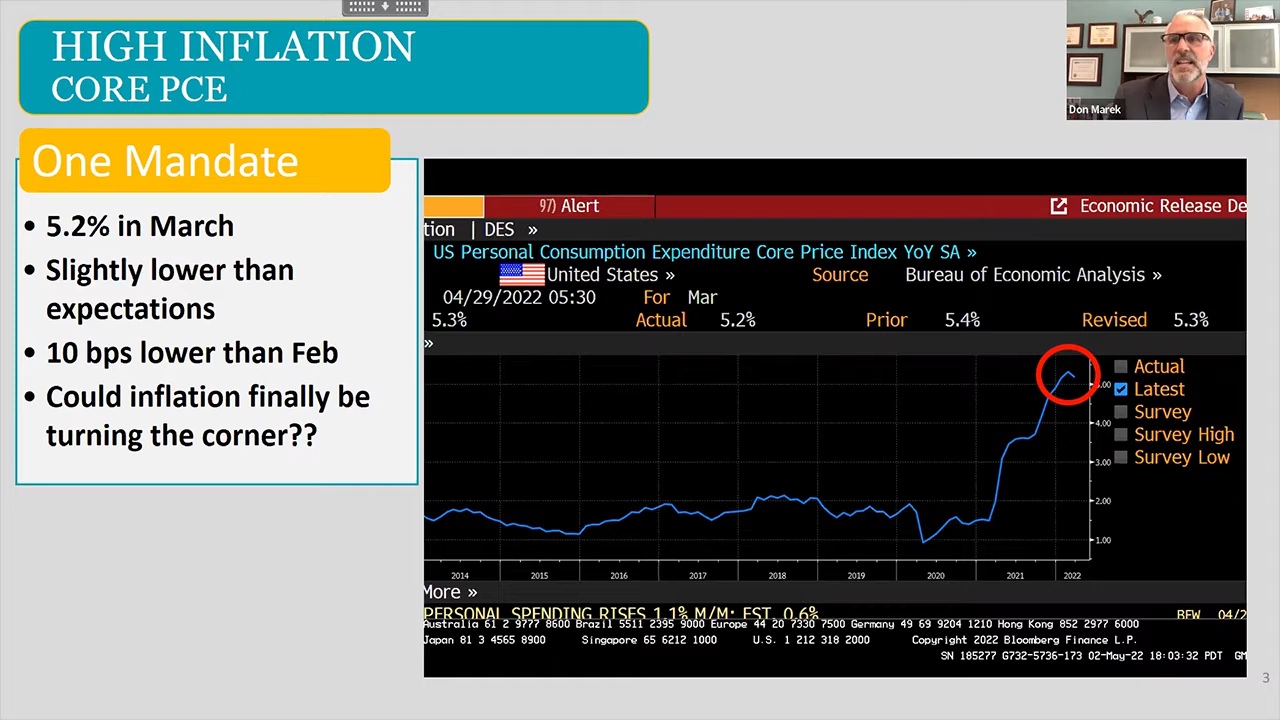 HIGH INFLATION
CORE PCE
Don Marek
One Mandate
• 5.2% in March
• Slightly lower than
expectations
• 10 bps lower than Feb
• Could inflation finally be
turning the corner??
97) Alert
Economic Release De
tion | DES »
US Personal Consumption Expenditure Core Price Index YoY SA »
United States » Source Bureau of Economic Analysis »
04/29/2022 05:30 For Mar
5.3% Actual 5.2% Prior 5.4% Revised 5.3%
»
Actual
Latest
Survey
Survey High
Survey Low
5.00
4.00
3.00
2.00
1.00
2014 2015 2016 2017 2018 2019 2020 2021 2022
More »
PERSONAL SPENDING RISES 1.1% M/M; EST. 0.6% BFW 04/2
Australia 61 2 9777 8600 Brazil 5511 2395 9000 Europe 44 20 7330 7500 Germany 49 69 9204 1210 Hong Kong 852 2977 6000
Japan 81 3 4565 8900 Singapore 65 6212 1000 U.S. 1 212 318 2000 Copyright 2022 Bloomberg Finance L.P.
SN 185277 G732-5736-173 02-May-22 18:03:32 PDT GM
3